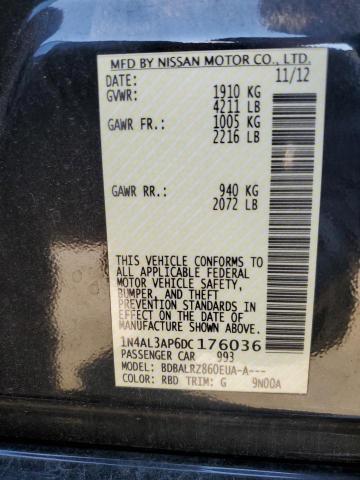 MFD BY NISSAN MOTOR CO., LTD.
DATE: 11/12
GVWR: 1910 KG
4211 LB
GAWR FR: 1005 KG
2216 LB
GAWR RR: 940 KG
2072 LB
THIS VEHICLE CONFORMS TO
ALL APPLICABLE FEDERAL
MOTOR VEHICLE SAFETY,
BUMPER, AND THEFT
PREVENTION STANDARDS IN
EFFECT ON THE DATE OF
MANUFACTURE SHOWN ABOVE.
1N4AL3AP6DC176036
PASSENGER CAR 993
MODEL: BDBALRZ860EUA-A---
COLOR: RBD TRIM: G 9N00A